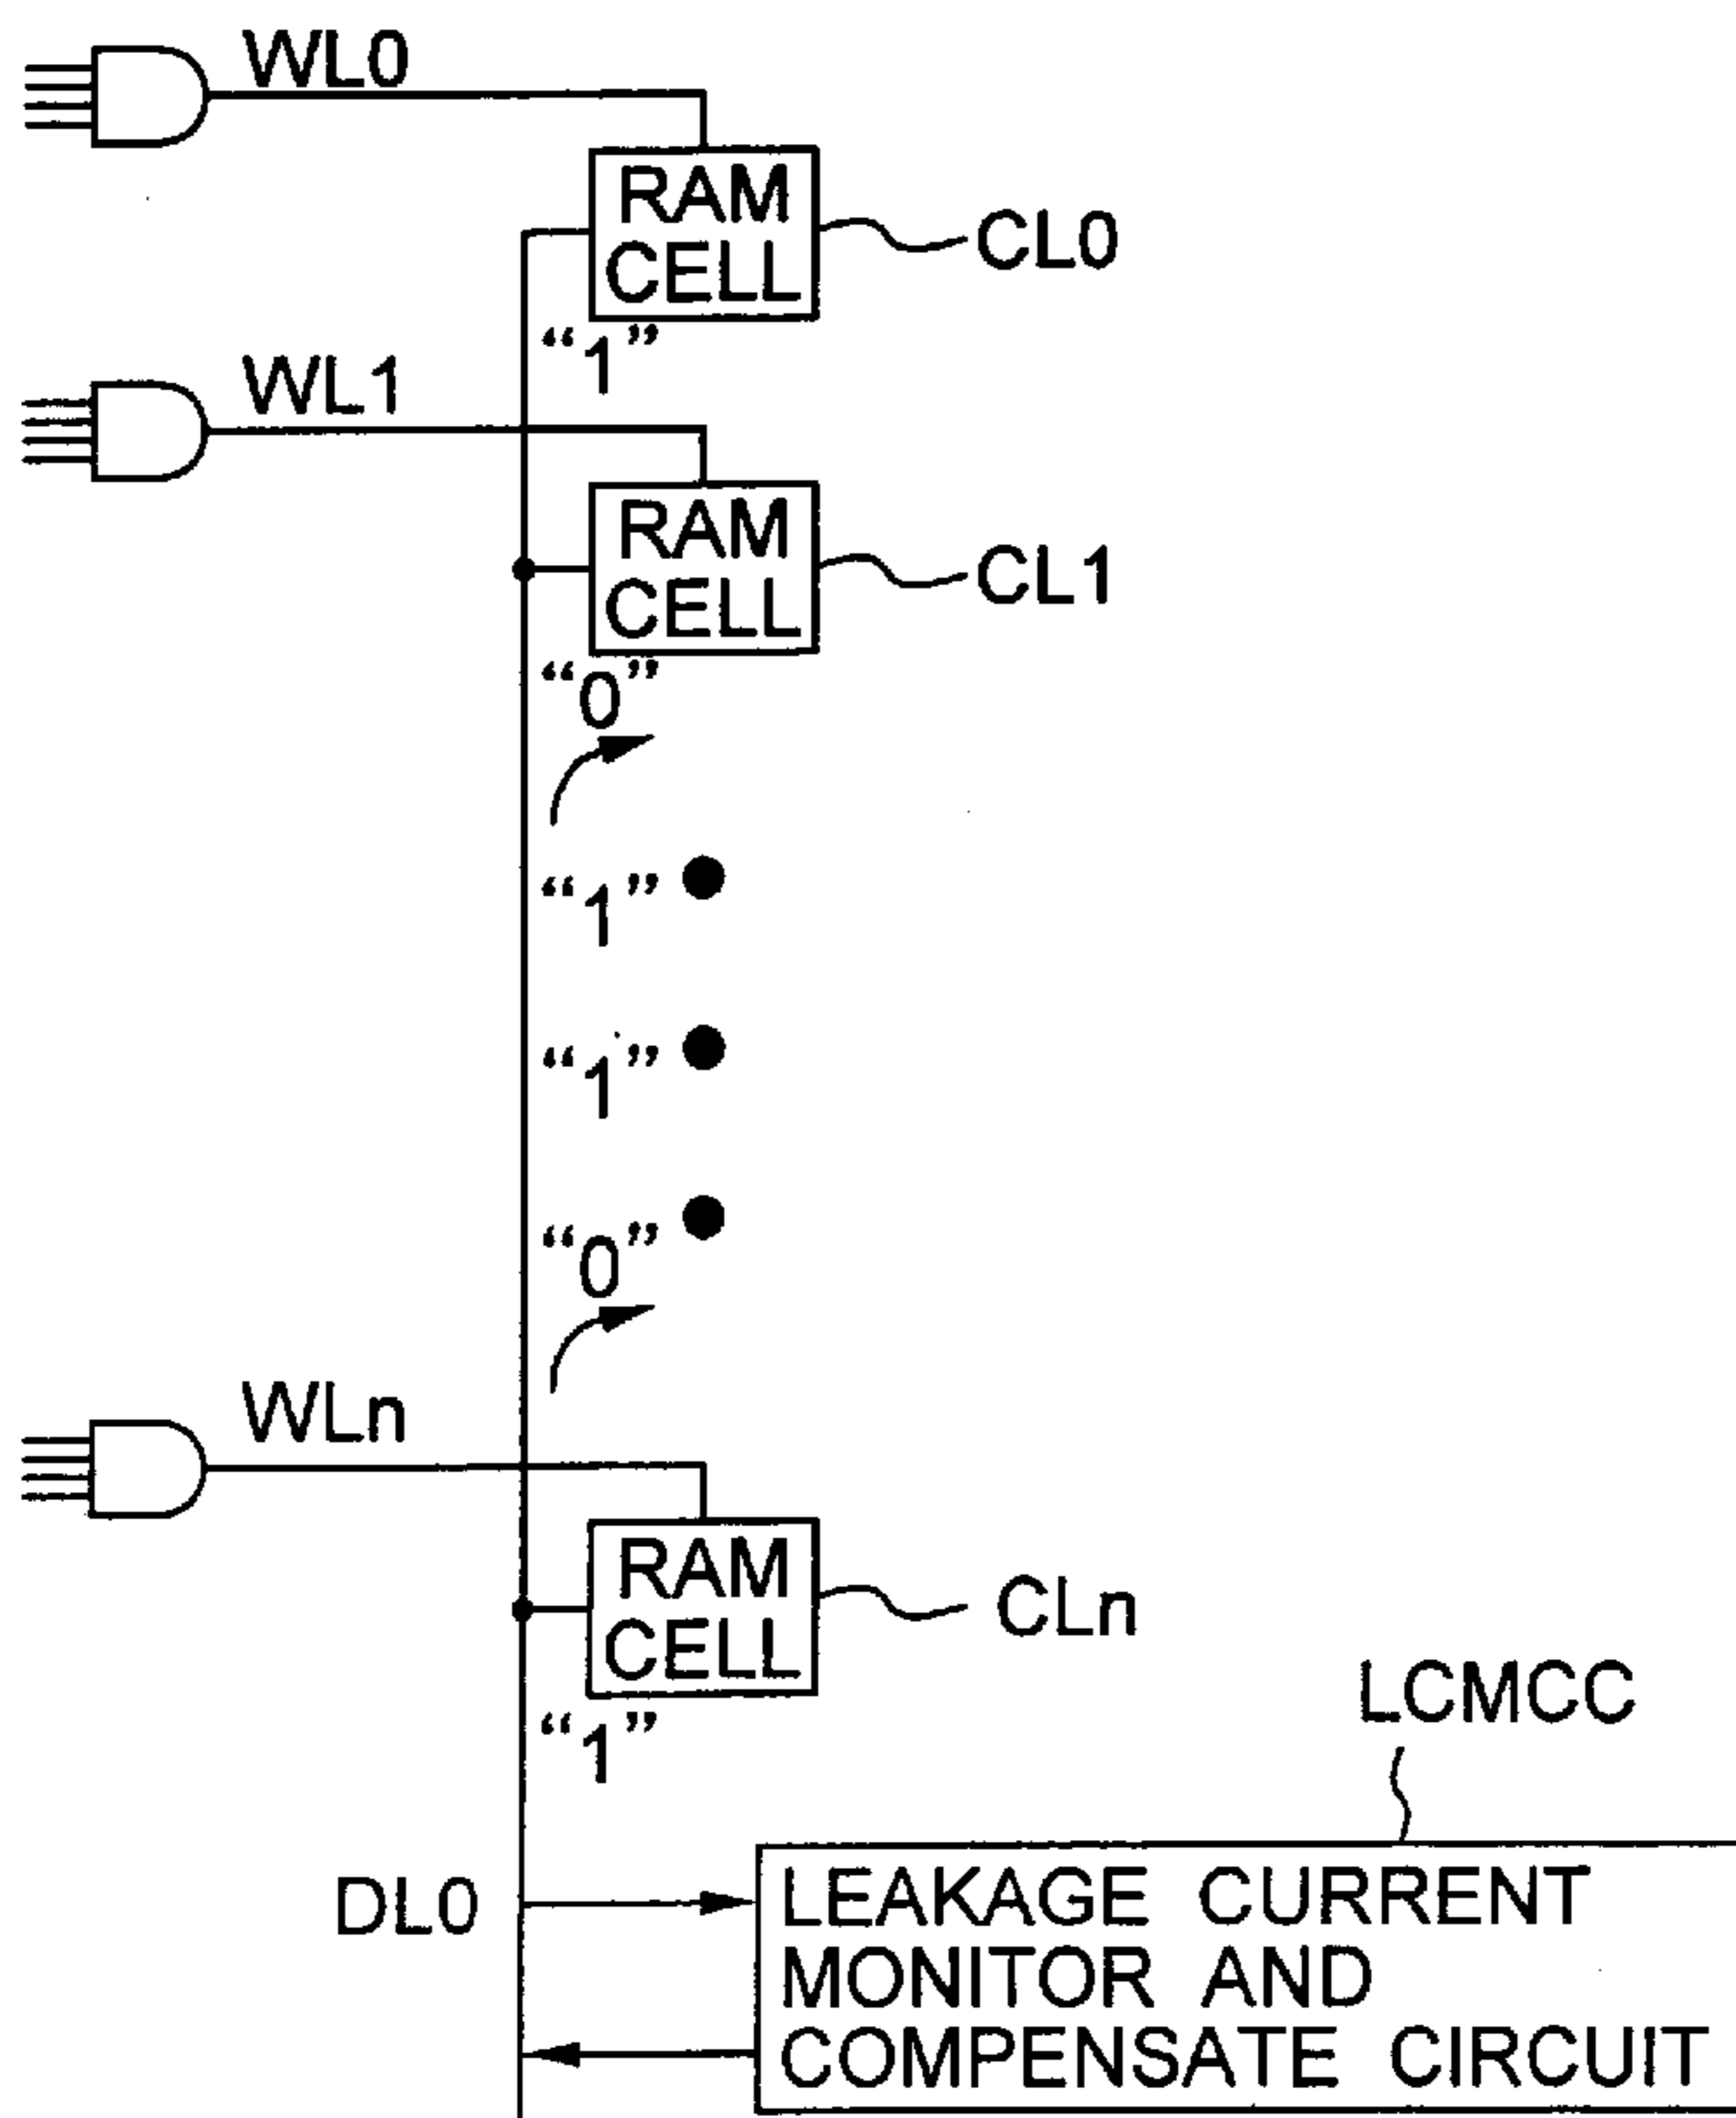 WL0
RAM
CELL
CL0
“1”
WL1
RAM
CELL
CL1
“0”
“1”
“1”
“0”
WLn
RAM
CELL
CLn
“1”
LCMCC
DL0
LEAKAGE CURRENT
MONITOR AND
COMPENSATE CIRCUIT